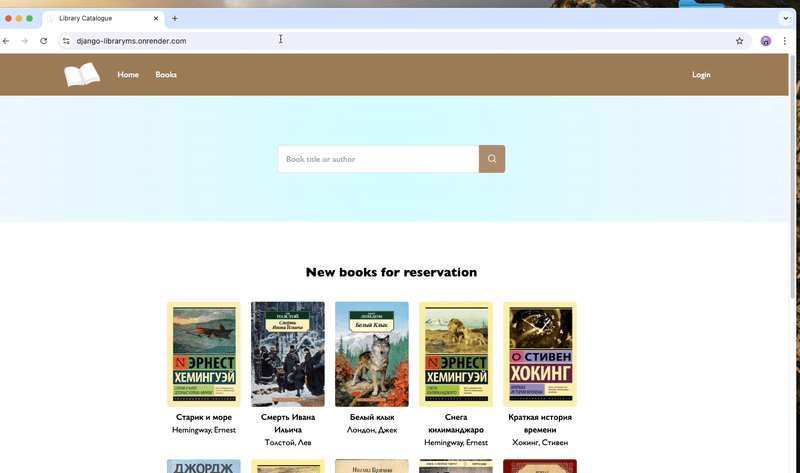 Library Catalogue
django-libraryms.onrender.com
Home
Books
Login
Book title or author
New books for reservation
ЭРНЕСТ
ХЕМИНГУЭЙ
ТОЛСТОЙ
Смерть
Ивана Ильича
ЛОНДОН
Белый Клык
ЭРНЕСТ
ХЕМИНГУЭЙ
СТИВЕН
ХОКИНГ
Старик и море
Hemingway, Ernest
Смерть Ивана
Ильича
Толстой, Лев
Белый клык
Лондон, Джек
Снега
килиманджаро
Hemingway, Ernest
Краткая история
времени
Хокинг, Стивен
ДЖОРДЖ